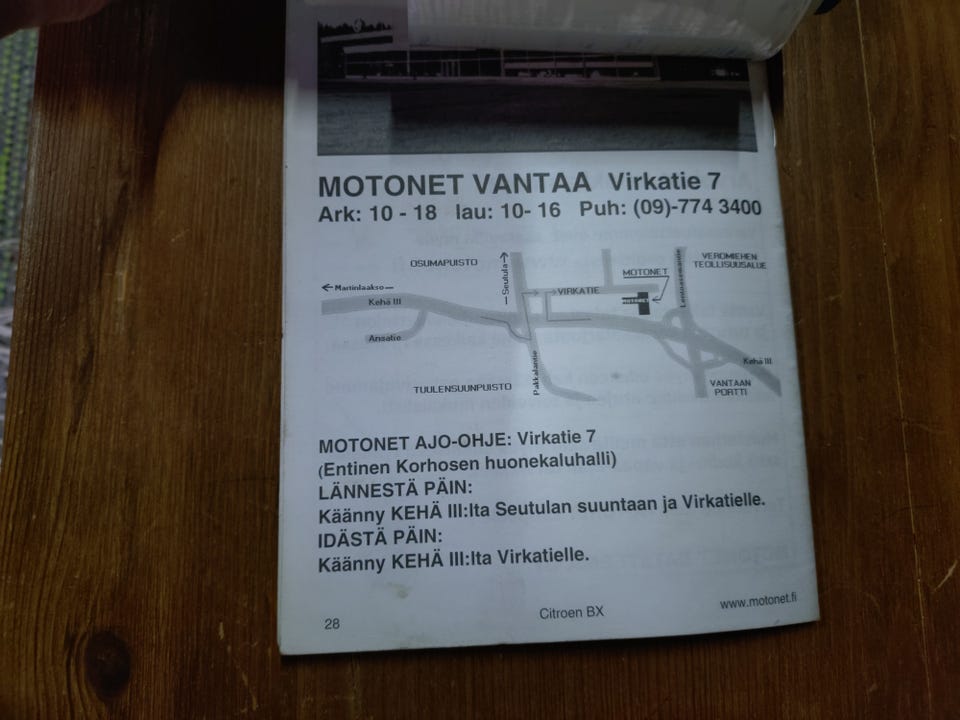 MOTONET VANTAA Virkatie 7
Ark: 10 - 18 lau: 10- 16 Puh: (09)-774 3400
OSUMAPUISTO
Seutula
MOTONET
VEROMIEHEN
TEOLLISUUSALUE
Lentoasemantie
Martinlaakso
VIRKATIE
MOTONET
Kehä III
Ansatie
Pakkalantie
Kehä III
TUULENSUUNPUISTO
VANTAAN
PORTTI
MOTONET AJO-OHJE: Virkatie 7
(Entinen Korhosen huonekaluhalli)
LÄNNESTÄ PÄIN:
Käänny KEHÄ III:lta Seutulan suuntaan ja Virkatielle.
IDÄSTÄ PÄIN:
Käänny KEHÄ III:lta Virkatielle.
28
Citroen BX
www.motonet.fi